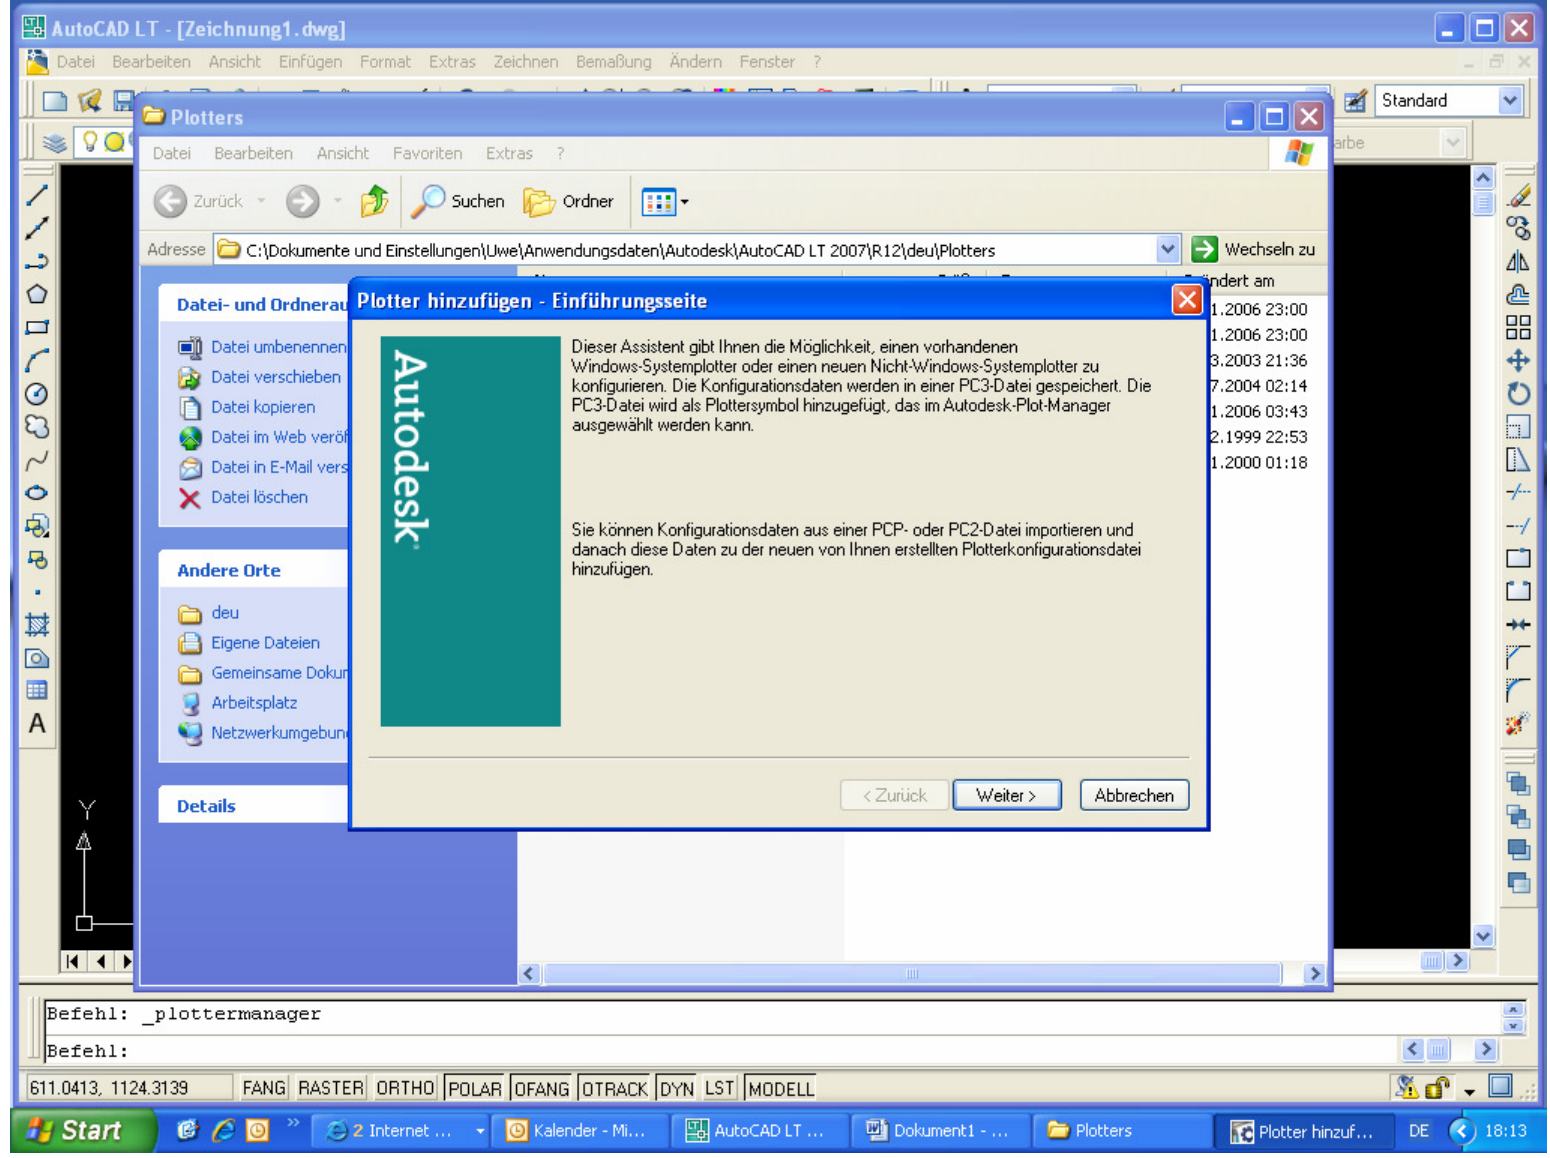 AutoCAD LT - [Zeichnung1.dwg]
Datei Bearbeiten Ansicht Einfügen Format Extras Zeichnen Bemaßung Ändern Fenster ?
Standard
Plotters
Datei Bearbeiten Ansicht Favoriten Extras ?
Zurück Suchen Ordner
Adresse C:\Dokumente und Einstellungen\Uwe\Anwendungsdaten\Autodesk\AutoCAD LT 2007\R12\deu\Plotters Wechseln zu
Datei- und Ordnerau
Datei umbenennen
Datei verschieben
Datei kopieren
Datei im Web veröf
Datei in E-Mail vers
Datei löschen
Andere Orte
deu
Eigene Dateien
Gemeinsame Dokum
Arbeitsplatz
Netzwerkumgebung
Details
ändert am
1.2006 23:00
1.2006 23:00
3.2003 21:36
7.2004 02:14
1.2006 03:43
2.1999 22:53
1.2000 01:18
Plotter hinzufügen - Einführungsseite
Autodesk
Dieser Assistent gibt Ihnen die Möglichkeit, einen vorhandenen
Windows-Systemplotter oder einen neuen Nicht-Windows-Systemplotter zu
konfigurieren. Die Konfigurationsdaten werden in einer PC3-Datei gespeichert. Die
PC3-Datei wird als Plottersymbol hinzugefügt, das im Autodesk-Plot-Manager
ausgewählt werden kann.
Sie können Konfigurationsdaten aus einer PCP- oder PC2-Datei importieren und
danach diese Daten zu der neuen von Ihnen erstellten Plotterkonfigurationsdatei
hinzufügen.
< Zurück Weiter > Abbrechen
Y
A
Befehl: _plottermanager
Befehl:
611.0413, 1124.3139 FANG RASTER ORTHO POLAR OFANG OTRACK DYN LST MODELL
Start » 2 Internet ... Kalender - Mi... AutoCAD LT ... Dokument1 - ... Plotters Plotter hinzuf... DE 18:13